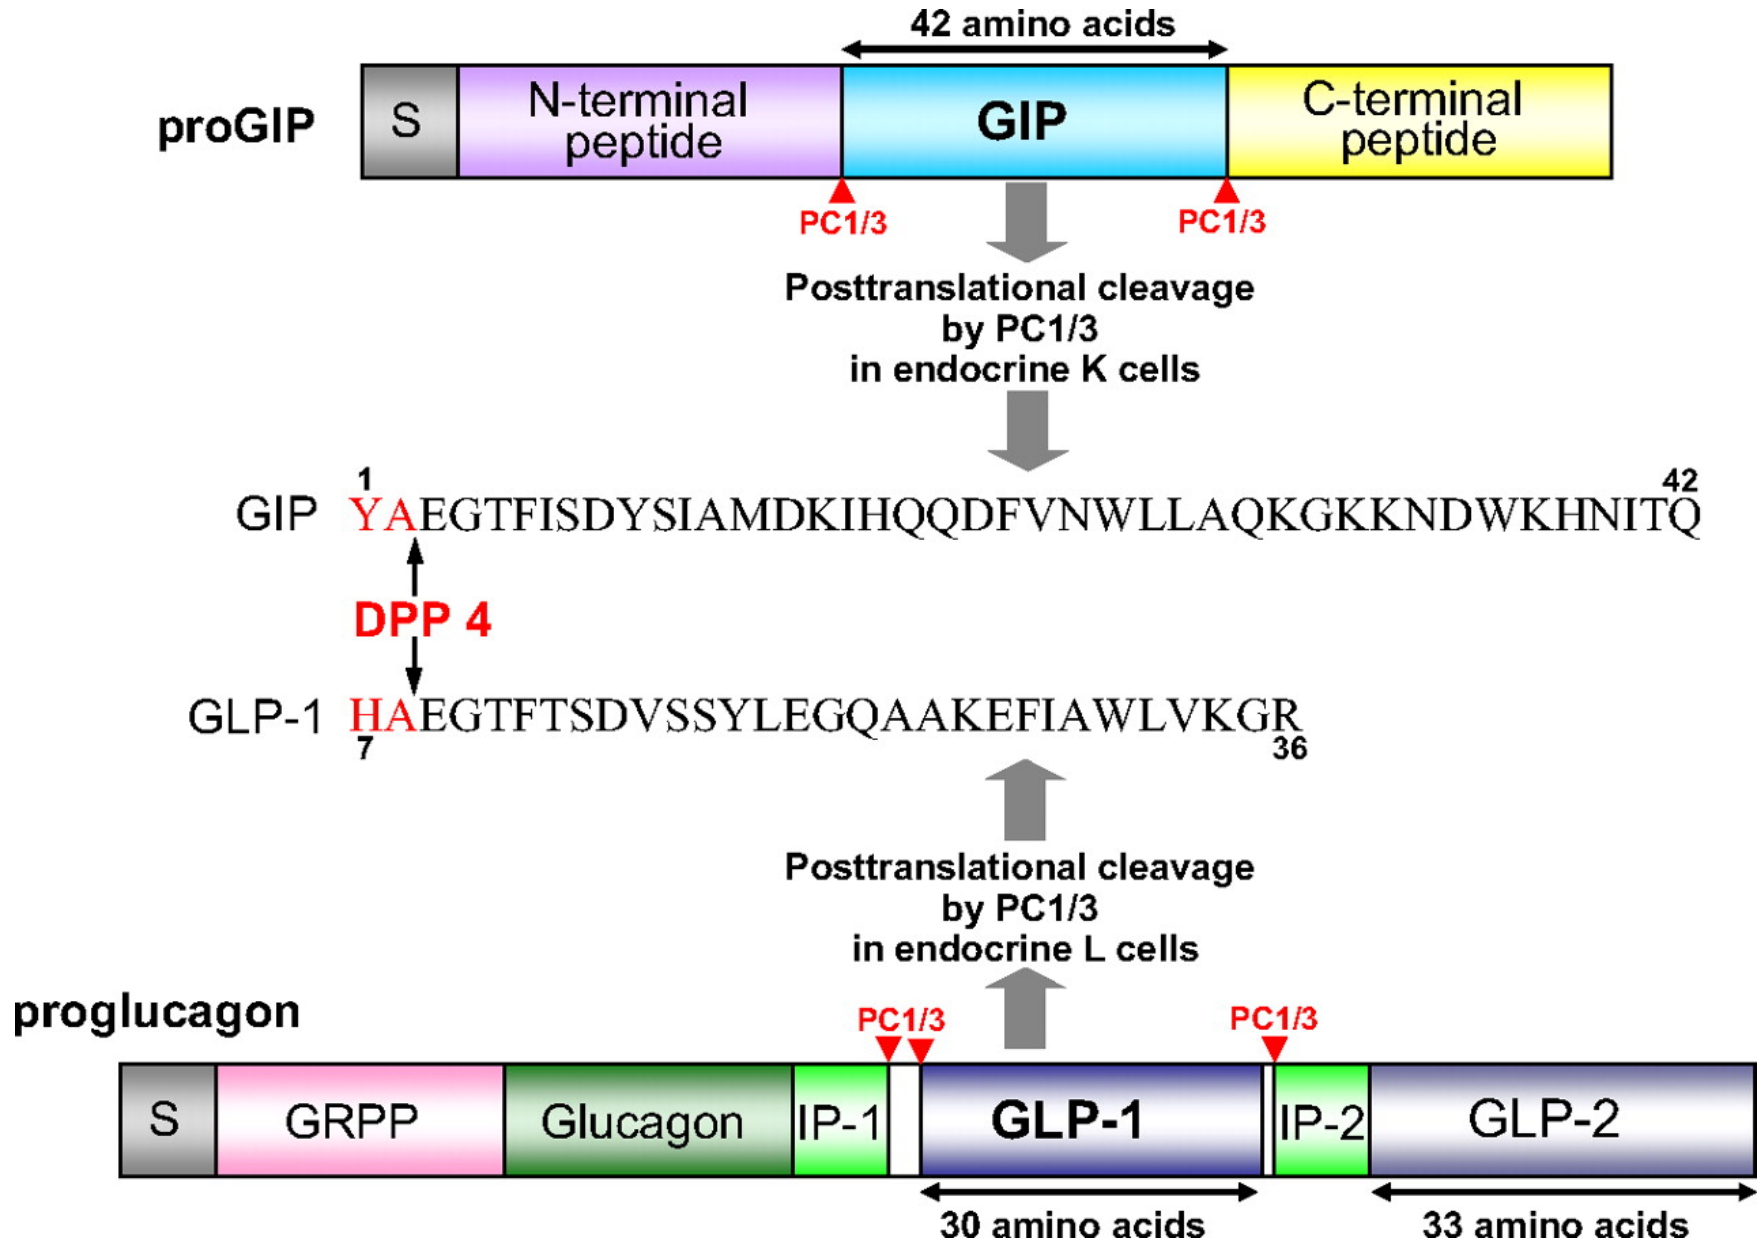 42 amino acids
proGIP
S
N-terminal
peptide
GIP
C-terminal
peptide
PC1/3
PC1/3
Posttranslational cleavage
by PC1/3
in endocrine K cells
1
42
GIP YAEGTFISDYSIAMDKIHQQDFVNWLLAQKGKKNDWKHNITQ
DPP 4
GLP-1 HAEGTFTSDVSSYLEGQAAKEFIAWLVKGR
7
36
Posttranslational cleavage
by PC1/3
in endocrine L cells
proglucagon
PC1/3
PC1/3
S
GRPP
Glucagon
IP-1
GLP-1
IP-2
GLP-2
30 amino acids
33 amino acids